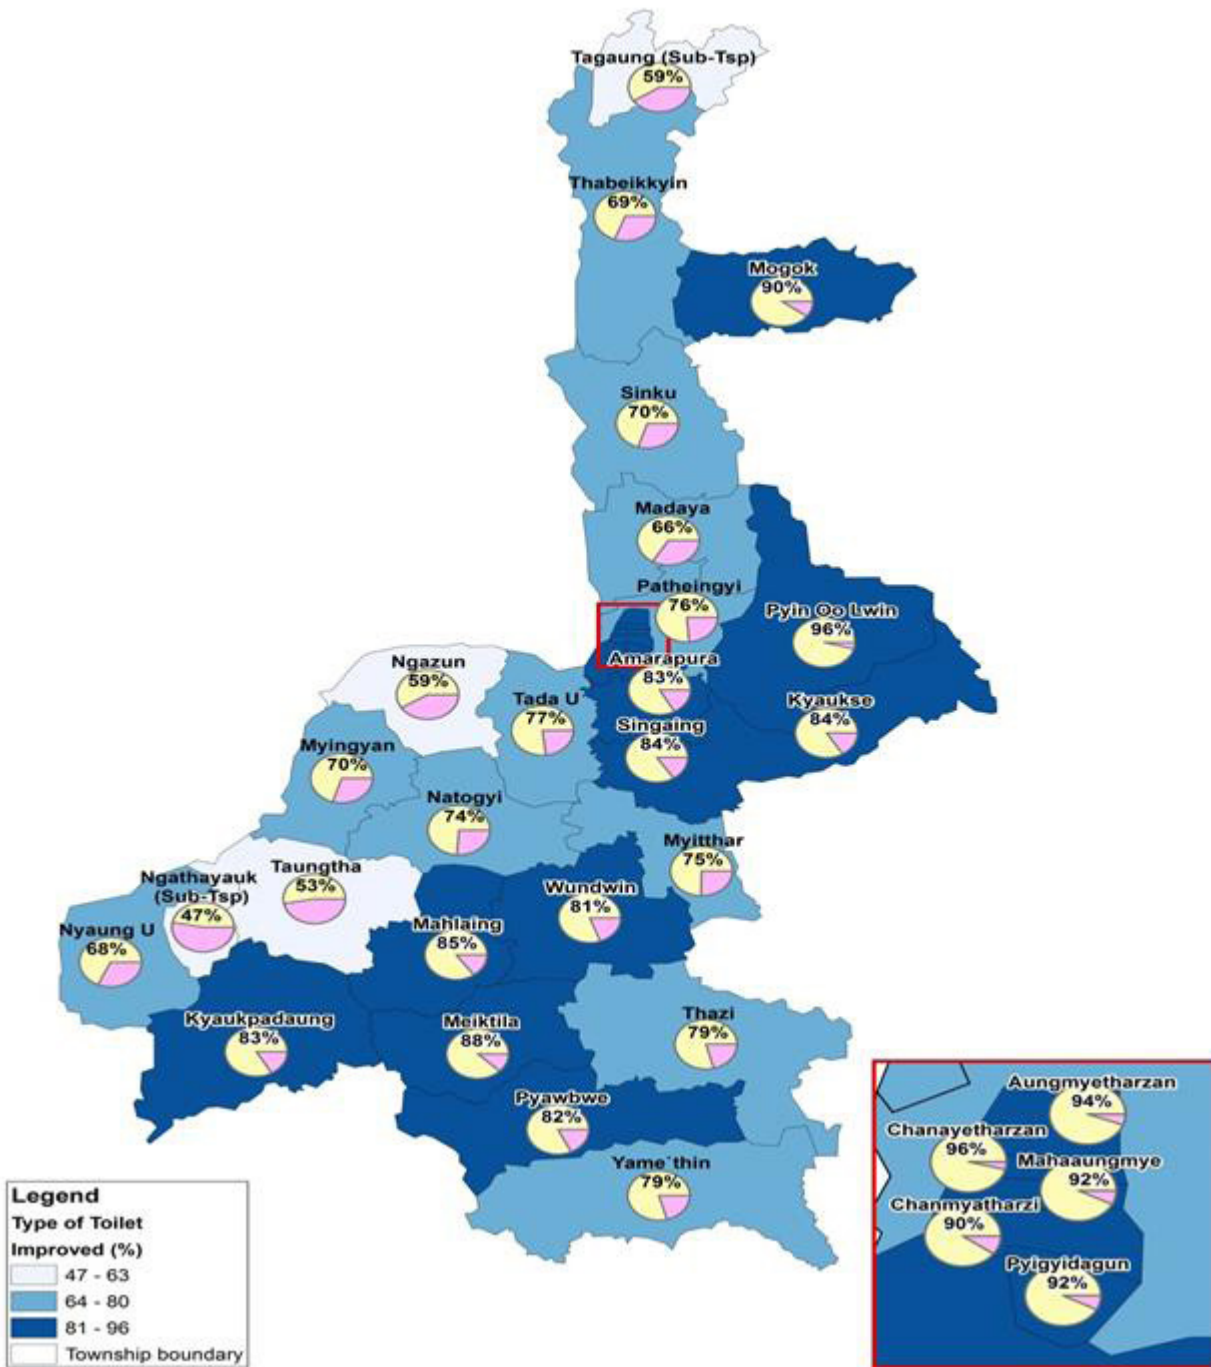 Tagaung (Sub-Tsp)
59%
Thabeikkyin
69%
Mogok
90%
Sinku
70%
Madaya
66%
Patheingyi
76%
Pyin Oo Lwin
96%
Amarapura
83%
Ngazun
59%
Tada U
77%
Kyaukse
84%
Singaing
84%
Myingyan
70%
Natogyi
74%
Myitthar
75%
Taungtha
53%
Ngathayauk
(Sub-Tsp)
47%
Wundwin
81%
Mahlaing
85%
Nyaung U
68%
Kyaukpadaung
83%
Meiktila
88%
Thazi
79%
Pyawbwe
82%
Yame`thin
79%
Aungmyetharzan
94%
Chanayetharzan
96%
Mahaaungmye
92%
Chanmyatharzi
90%
Pyigyidagun
92%
Legend
Type of Toilet
Improved (%)
47 - 63
64 - 80
81 - 96
Township boundary